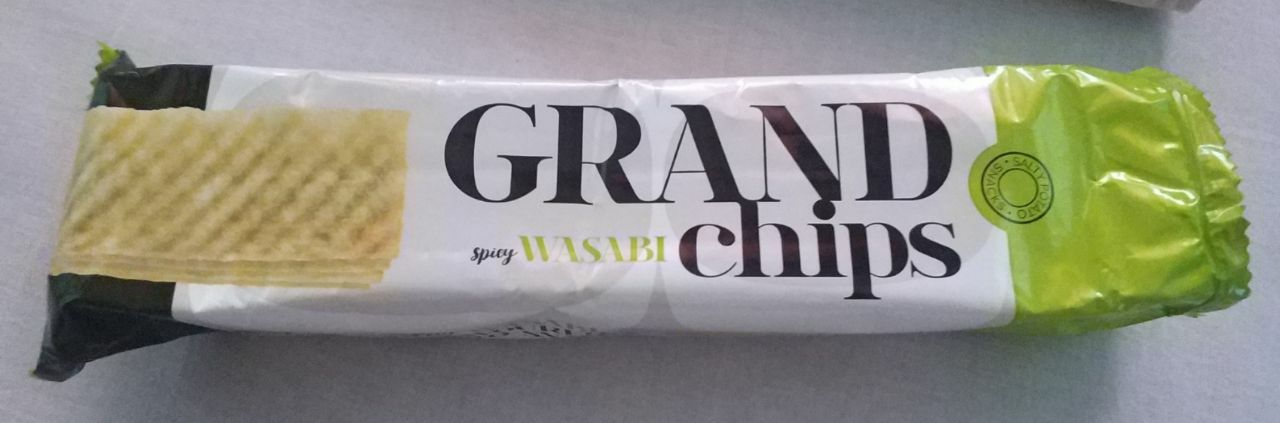 GRAND
spicy WASABI chips
SALTY POTATO • SNACKS •